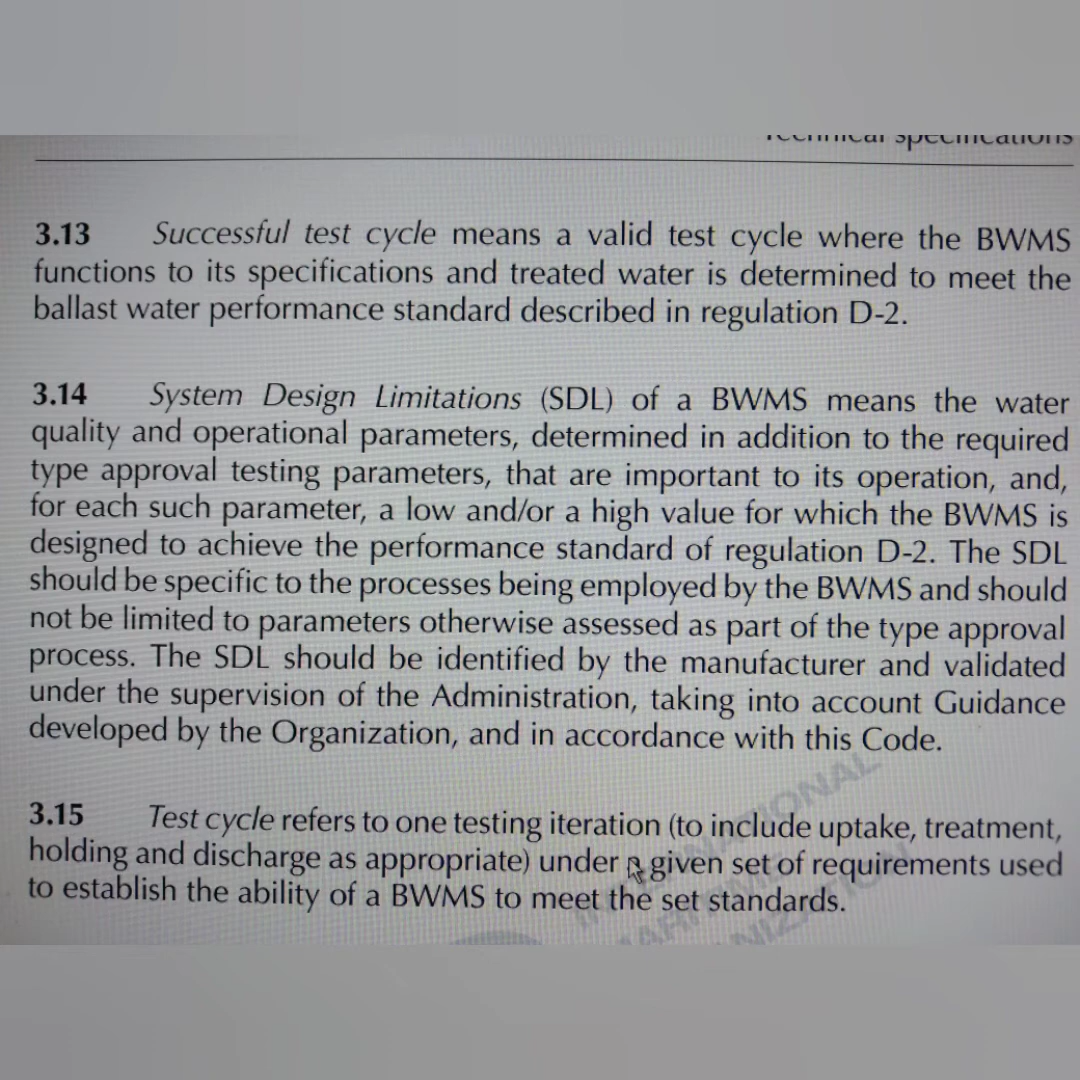 Technical specifications
3.13 Successful test cycle means a valid test cycle where the BWMS
functions to its specifications and treated water is determined to meet the
ballast water performance standard described in regulation D-2.
3.14 System Design Limitations (SDL) of a BWMS means the water
quality and operational parameters, determined in addition to the required
type approval testing parameters, that are important to its operation, and,
for each such parameter, a low and/or a high value for which the BWMS is
designed to achieve the performance standard of regulation D-2. The SDL
should be specific to the processes being employed by the BWMS and should
not be limited to parameters otherwise assessed as part of the type approval
process. The SDL should be identified by the manufacturer and validated
under the supervision of the Administration, taking into account Guidance
developed by the Organization, and in accordance with this Code.
3.15 Test cycle refers to one testing iteration (to include uptake, treatment,
holding and discharge as appropriate) under a given set of requirements used
to establish the ability of a BWMS to meet the set standards.